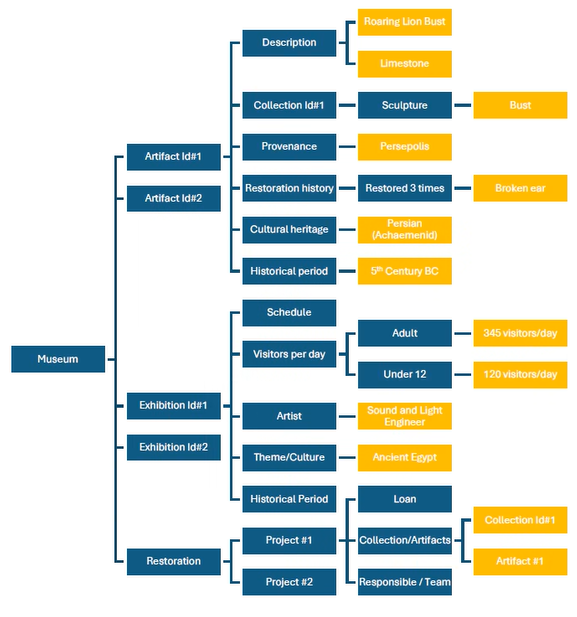 Museum
Artifact Id#1
Description
Roaring Lion Bust
Limestone
Collection Id#1
Sculpture
Bust
Provenance
Persepolis
Restoration history
Restored 3 times
Broken ear
Cultural heritage
Persian
(Achaemenid)
Historical period
5th Century BC
Artifact Id#2
Exhibition Id#1
Schedule
Visitors per day
Adult
345 visitors/day
Under 12
120 visitors/day
Artist
Sound and Light
Engineer
Theme/Culture
Ancient Egypt
Historical Period
Exhibition Id#2
Restoration
Project #1
Loan
Collection/Artifacts
Collection Id#1
Artifact #1
Responsible / Team
Project #2